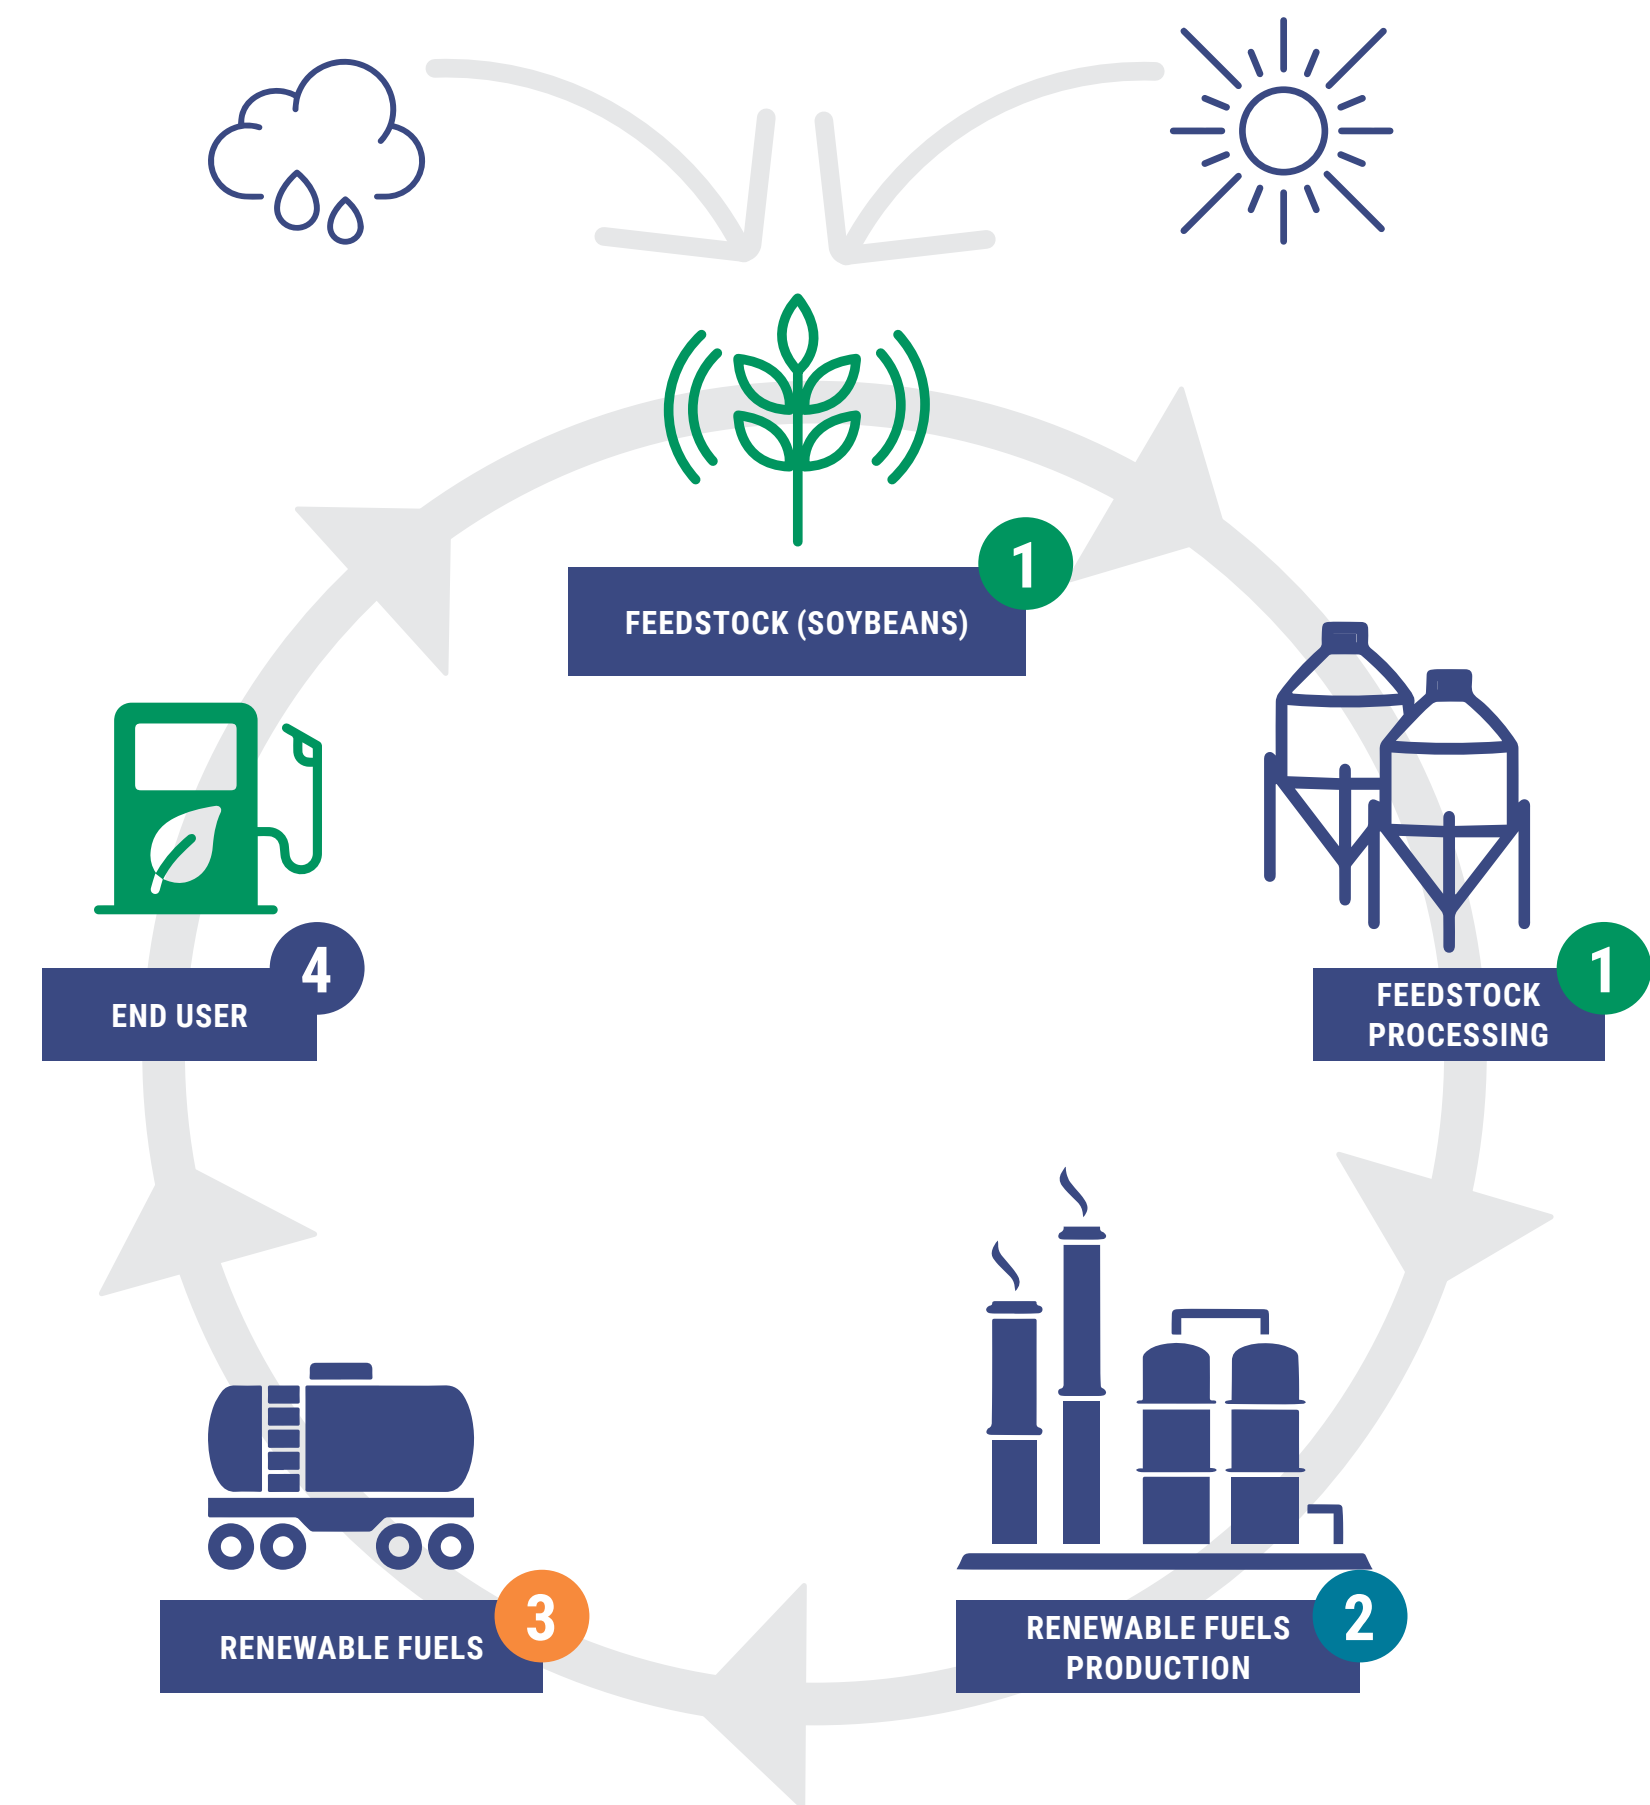 1
FEEDSTOCK (SOYBEANS)
1
FEEDSTOCK
PROCESSING
2
RENEWABLE FUELS
PRODUCTION
3
RENEWABLE FUELS
4
END USER